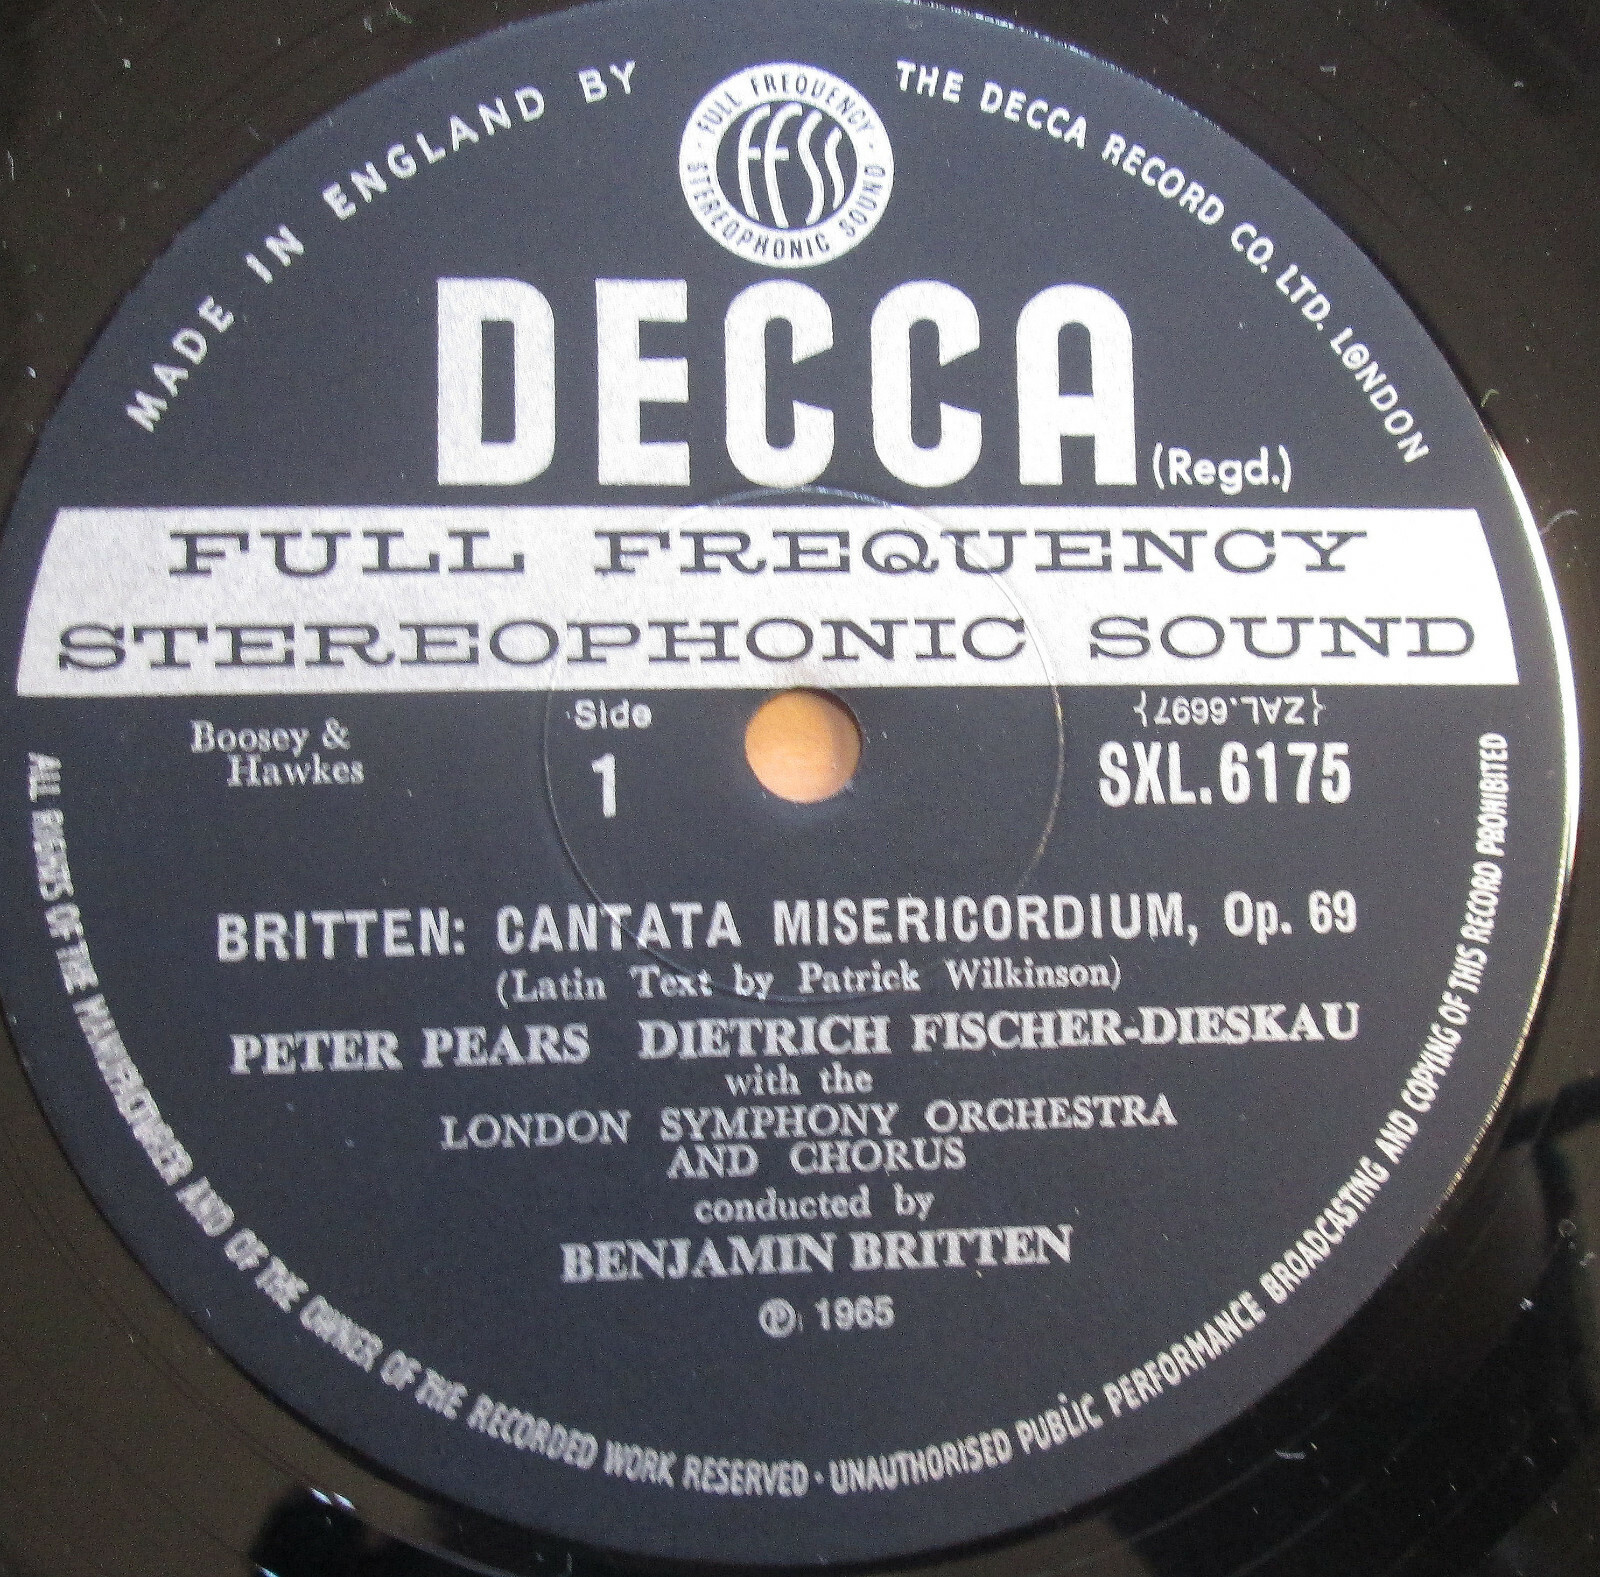 MADE IN ENGLAND BY
THE DECCA RECORD CO. LTD. LONDON
· FULL FREQUENCY · STEREOPHONIC SOUND
FFSS
DECCA (Regd.)
FULL FREQUENCY
STEREOPHONIC SOUND
Boosey &
Hawkes
Side
1
{ZAL.6697}
SXL.6175
BRITTEN: CANTATA MISERICORDIUM, Op. 69
(Latin Text by Patrick Wilkinson)
PETER PEARS DIETRICH FISCHER-DIESKAU
with the
LONDON SYMPHONY ORCHESTRA
AND CHORUS
conducted by
BENJAMIN BRITTEN
Ⓟ 1965
ALL RIGHTS OF THE MANUFACTURER AND OF THE OWNER OF THE RECORDED WORK RESERVED · UNAUTHORISED PUBLIC PERFORMANCE BROADCASTING AND COPYING OF THIS RECORD PROHIBITED